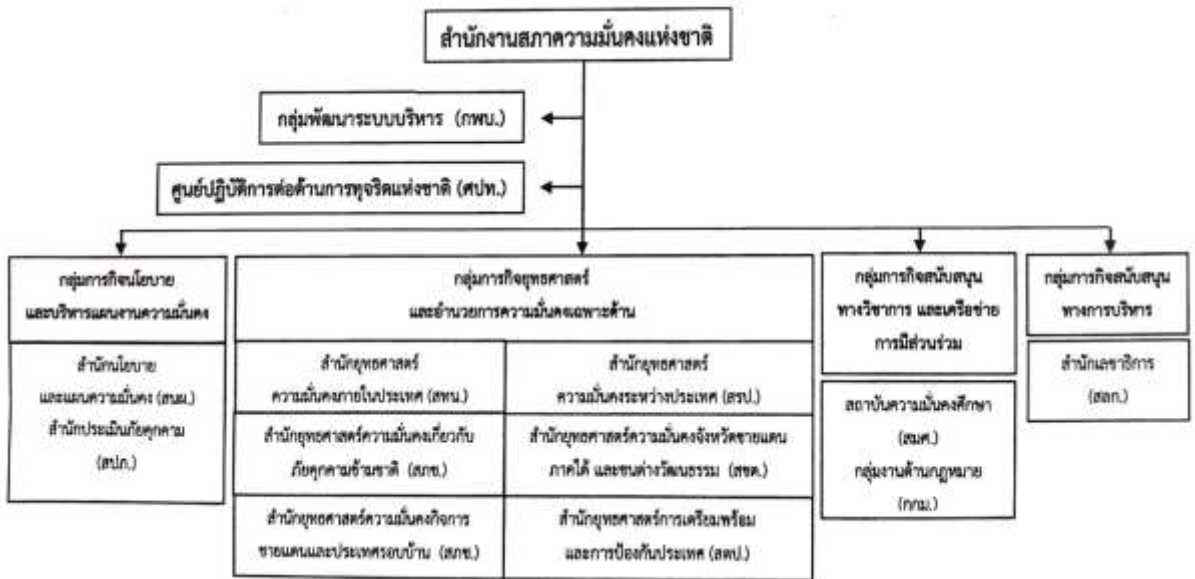 สำนักงานสภาความมั่นคงแห่งชาติ
กลุ่มพัฒนาระบบบริหาร (กพบ.)
ศูนย์ปฏิบัติการต่อต้านการทุจริตแห่งชาติ (ศปท.)
กลุ่มภารกิจนโยบาย
และบริหารแผนงานความมั่นคง
สำนักนโยบาย
และแผนความมั่นคง (สนผ.)
สำนักประเมินภัยคุกคาม
(สปภ.)
กลุ่มภารกิจยุทธศาสตร์
และอำนวยการความมั่นคงเฉพาะด้าน
สำนักยุทธศาสตร์
ความมั่นคงภายในประเทศ (สพน.)
สำนักยุทธศาสตร์
ความมั่นคงระหว่างประเทศ (สรป.)
สำนักยุทธศาสตร์ความมั่นคงเกี่ยวกับ
ภัยคุกคามข้ามชาติ (สภช.)
สำนักยุทธศาสตร์ความมั่นคงจังหวัดชายแดน
ภาคใต้ และชนต่างวัฒนธรรม (สชต.)
สำนักยุทธศาสตร์ความมั่นคงกิจการ
ชายแดนและประเทศรอบบ้าน (สภช.)
สำนักยุทธศาสตร์การเตรียมพร้อม
และการป้องกันประเทศ (สตป.)
กลุ่มภารกิจสนับสนุน
ทางวิชาการ และเครือข่าย
การมีส่วนร่วม
สถาบันความมั่นคงศึกษา
(สมศ.)
กลุ่มงานด้านกฎหมาย
(กกม.)
กลุ่มภารกิจสนับสนุน
ทางการบริหาร
สำนักเลขาธิการ
(สลก.)